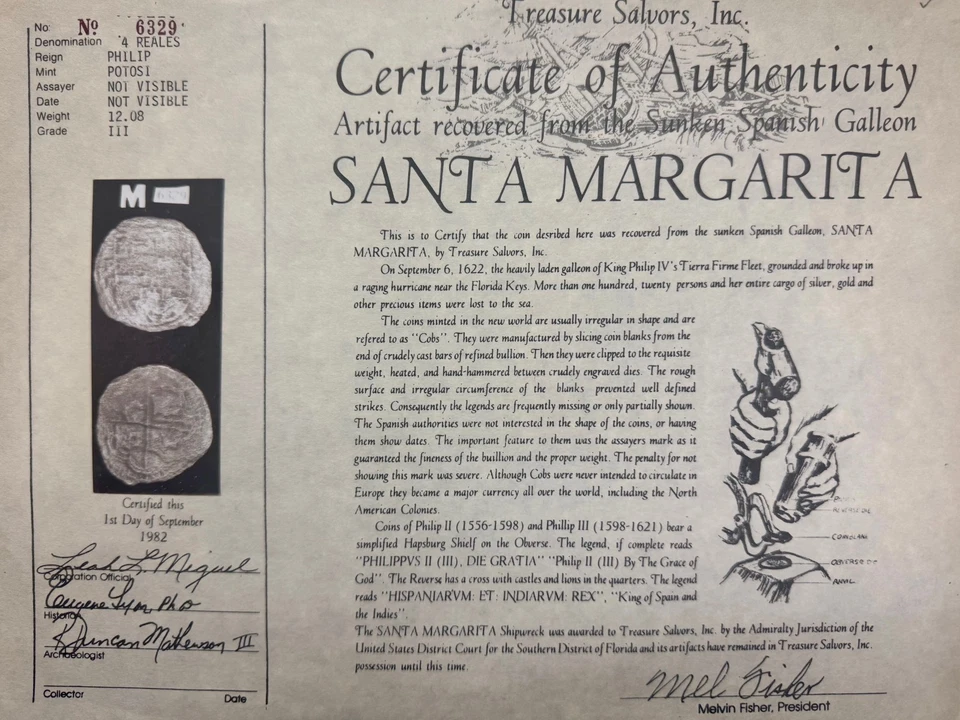 No: Nº 6329
Denomination 4 REALES
Reign PHILIP
Mint POTOSI
Assayer NOT VISIBLE
Date NOT VISIBLE
Weight 12.08
Grade III
M
Certified this
1st Day of September
1982
Leah L Miguel
Corporation Official
Eugene Lyon, PhD
Historian
R Duncan Mathewson III
Archeologist
Collector Date
Treasure Salvors, Inc.
Certificate of Authenticity
Artifact recovered from the Sunken Spanish Galleon
SANTA MARGARITA
This is to Certify that the coin desribed here was recovered from the sunken Spanish Galleon, SANTA
MARGARITA, by Treasure Salvors, Inc.
On September 6, 1622, the heavily laden galleon of King Philip IV's Tierra Firme Fleet, grounded and broke up in
a raging hurricane near the Florida Keys. More than one hundred, twenty persons and her entire cargo of silver, gold and
other precious items were lost to the sea.
The coins minted in the new world are usually irregular in shape and are
refered to as "Cobs". They were manufactured by slicing coin blanks from the
end of crudely cast bars of refined bullion. Then they were clipped to the requisite
weight, heated, and hand-hammered between crudely engraved dies. The rough
surface and irregular circumference of the blanks prevented well defined
strikes. Consequently the legends are frequently missing or only partially shown.
The Spanish authorities were not interested in the shape of the coins, or having
them show dates. The important feature to them was the assayers mark as it
guaranteed the fineness of the buillion and the proper weight. The penalty for not
showing this mark was severe. Although Cobs were never intended to circulate in
Europe they became a major currency all over the world, including the North
American Colonies.
Coins of Philip II (1556-1598) and Phillip III (1598-1621) bear a
simplified Hapsburg Shielf on the Obverse. The legend, if complete reads
"PHILIPPVS II (III), DIE GRATIA" "Philip II (III) By The Grace of
God". The Reverse has a cross with castles and lions in the quarters. The legend
reads "HISPANIARVM: ET: INDIARVM: REX", "King of Spain and
the Indies".
The SANTA MARGARITA Shipwreck was awarded to Treasure Salvors, Inc. by the Admiralty Jurisdiction of the
United States District Court for the Southern District of Florida and its artifacts have remained in Treasure Salvors, Inc.
possession until this time.
COIN BLANK
ANVIL
Mel Fisher
Melvin Fisher, President